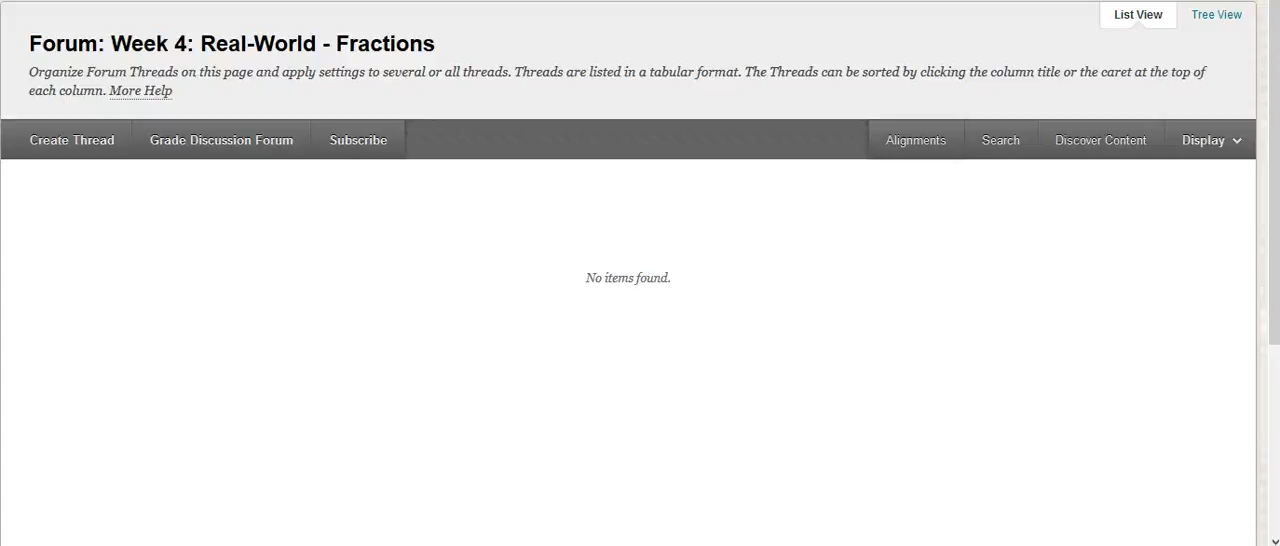 List View
Tree View
Forum: Week 4: Real-World - Fractions
Organize Forum Threads on this page and apply settings to several or all threads. Threads are listed in a tabular format. The Threads can be sorted by clicking the column title or the caret at the top of
each column. More Help
Create Thread
Grade Discussion Forum
Subscribe
Alignments
Search
Discover Content
Display
No items found.